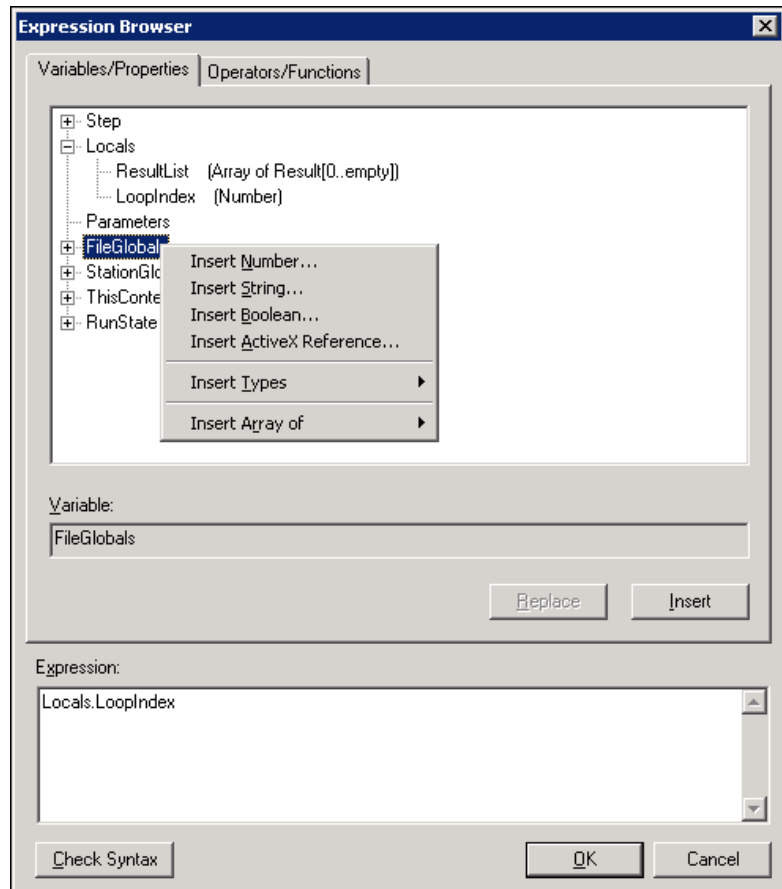 Expression Browser
Variables/Properties Operators/Functions
Step
Locals
ResultList (Array of Result[0..empty])
LoopIndex (Number)
Parameters
FileGlobal
StationGlo
ThisConte
RunState
Insert Number...
Insert String...
Insert Boolean...
Insert ActiveX Reference...
Insert Types
Insert Array of
Variable:
FileGlobals
Replace Insert
Expression:
Locals.LoopIndex
Check Syntax OK Cancel